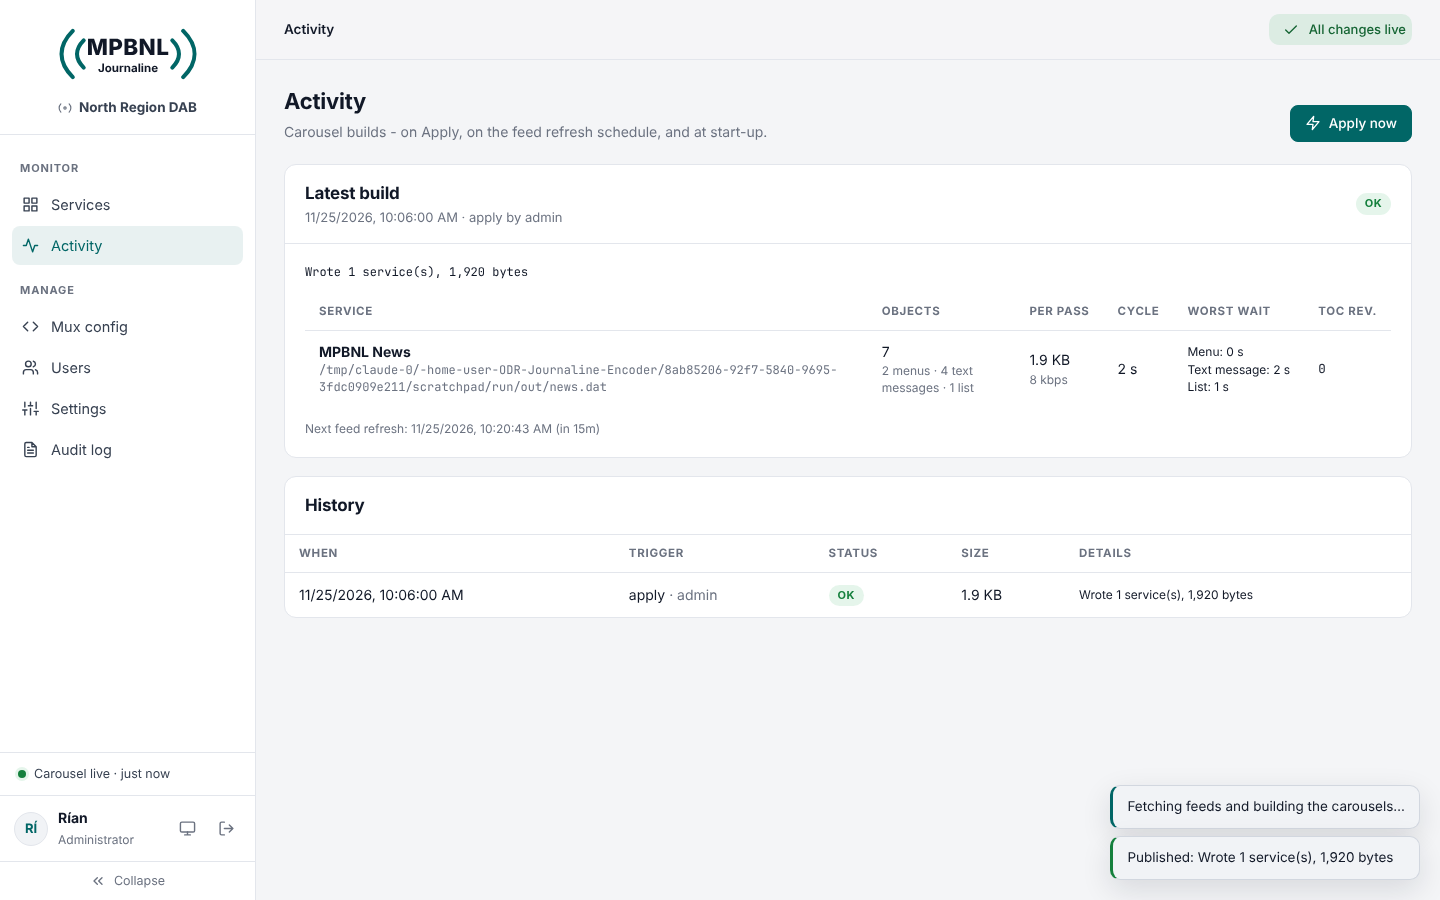 MPBNL
Journaline
North Region DAB
MONITOR
Services
Activity
MANAGE
Mux config
Users
Settings
Audit log
Carousel live · just now
RÍ
Rían
Administrator
Collapse
Activity
All changes live
Activity
Carousel builds - on Apply, on the feed refresh schedule, and at start-up.
Apply now
Latest build
11/25/2026, 10:06:00 AM · apply by admin
OK
Wrote 1 service(s), 1,920 bytes
SERVICE OBJECTS PER PASS CYCLE WORST WAIT TOC REV.
MPBNL News
/tmp/claude-0/-home-user-ODR-Journaline-Encoder/8ab85206-92f7-5840-9695-
3fdc0909e211/scratchpad/run/out/news.dat
7
2 menus · 4 text
messages · 1 list
1.9 KB
8 kbps
2 s
Menu: 0 s
Text message: 2 s
List: 1 s
0
Next feed refresh: 11/25/2026, 10:20:43 AM (in 15m)
History
WHEN TRIGGER STATUS SIZE DETAILS
11/25/2026, 10:06:00 AM apply · admin OK 1.9 KB Wrote 1 service(s), 1,920 bytes
Fetching feeds and building the carousels...
Published: Wrote 1 service(s), 1,920 bytes